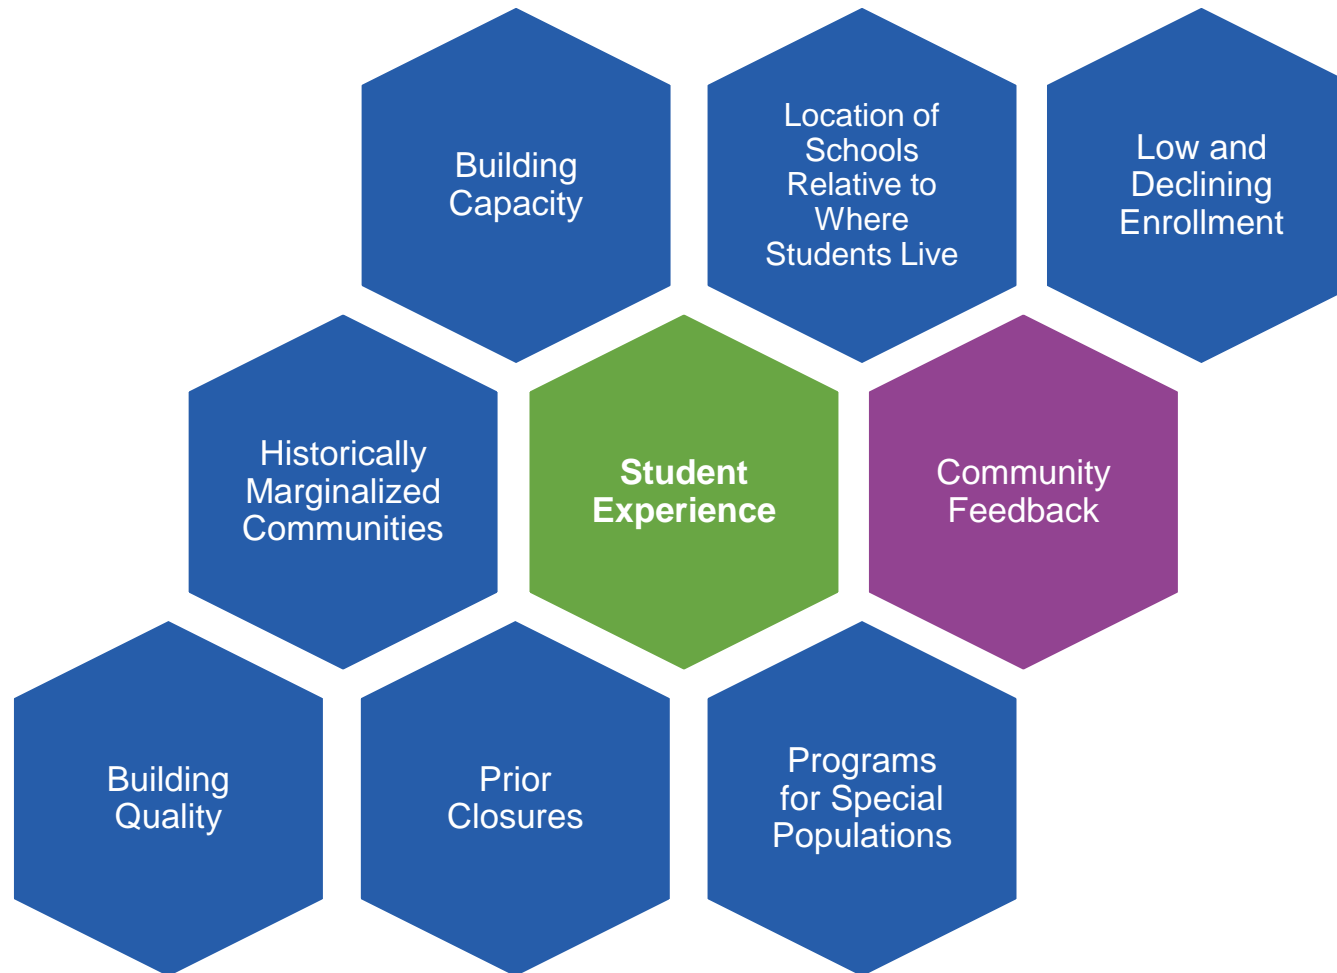 Building
Capacity
Location of
Schools
Relative to
Where
Students Live
Low and
Declining
Enrollment
Historically
Marginalized
Communities
Student
Experience
Community
Feedback
Building
Quality
Prior
Closures
Programs
for Special
Populations